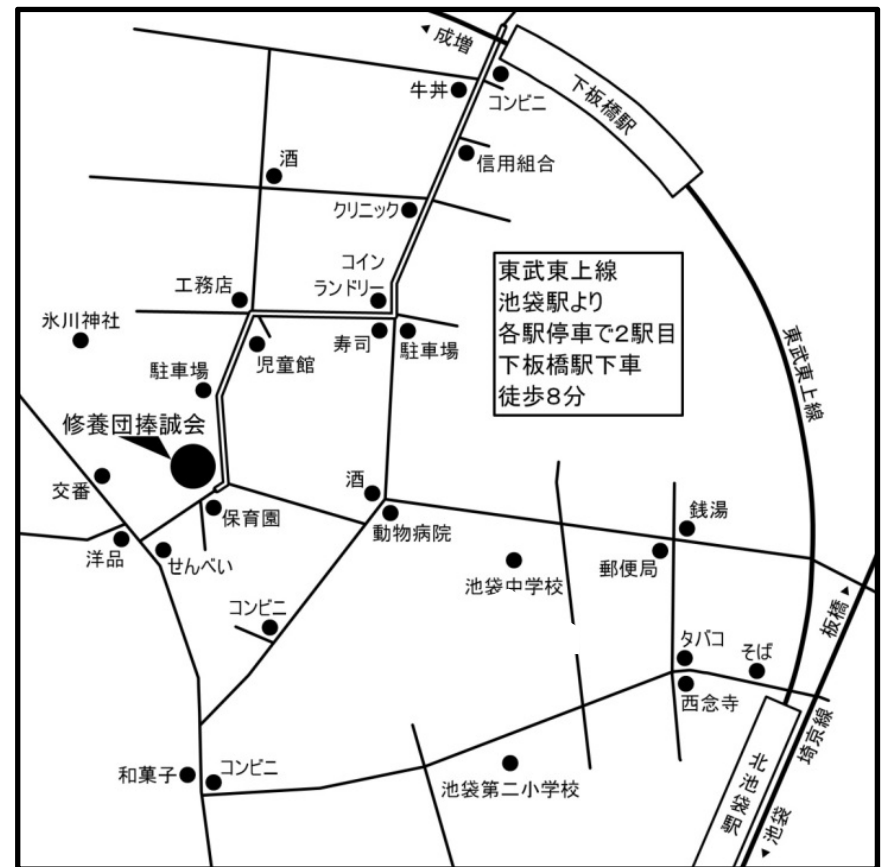 成増
下板橋駅
牛丼
コンビニ
信用組合
酒
クリニック
コイン
ランドリー
工務店
氷川神社
児童館
寿司
駐車場
駐車場
東武東上線
池袋駅より
各駅停車で2駅目
下板橋駅下車
徒歩8分
東武東上線
修養団捧誠会
交番
保育園
洋品
せんべい
酒
動物病院
銭湯
郵便局
池袋中学校
コンビニ
板橋
タバコ
そば
西念寺
埼京線
和菓子
コンビニ
池袋第二小学校
北池袋駅
池袋